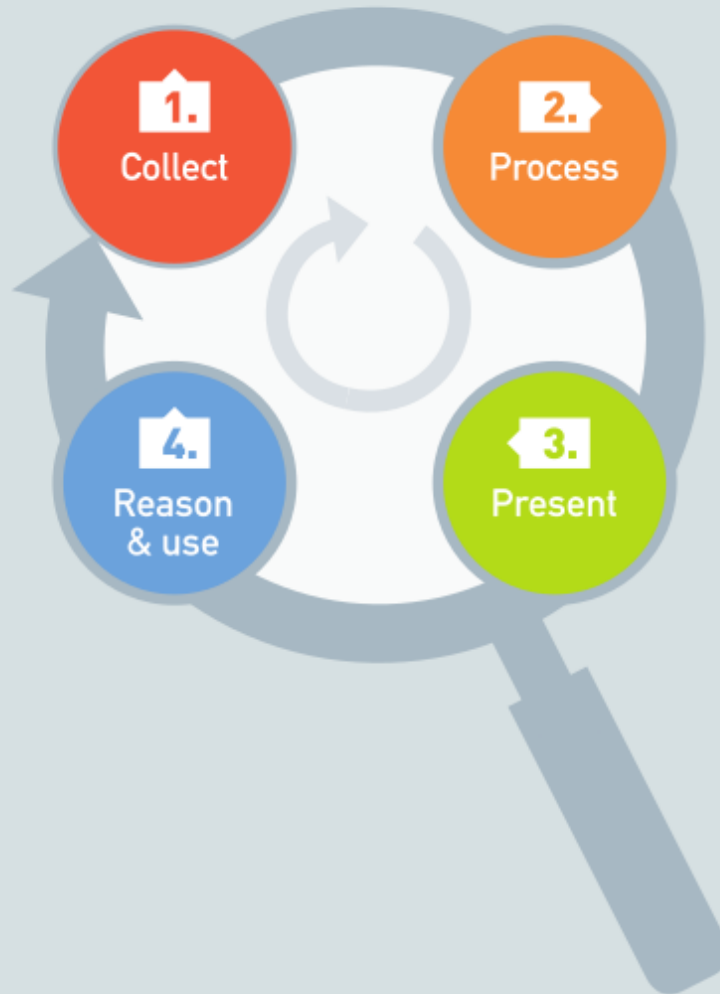 1.
Collect
2.
Process
3.
Present
4.
Reason
& use